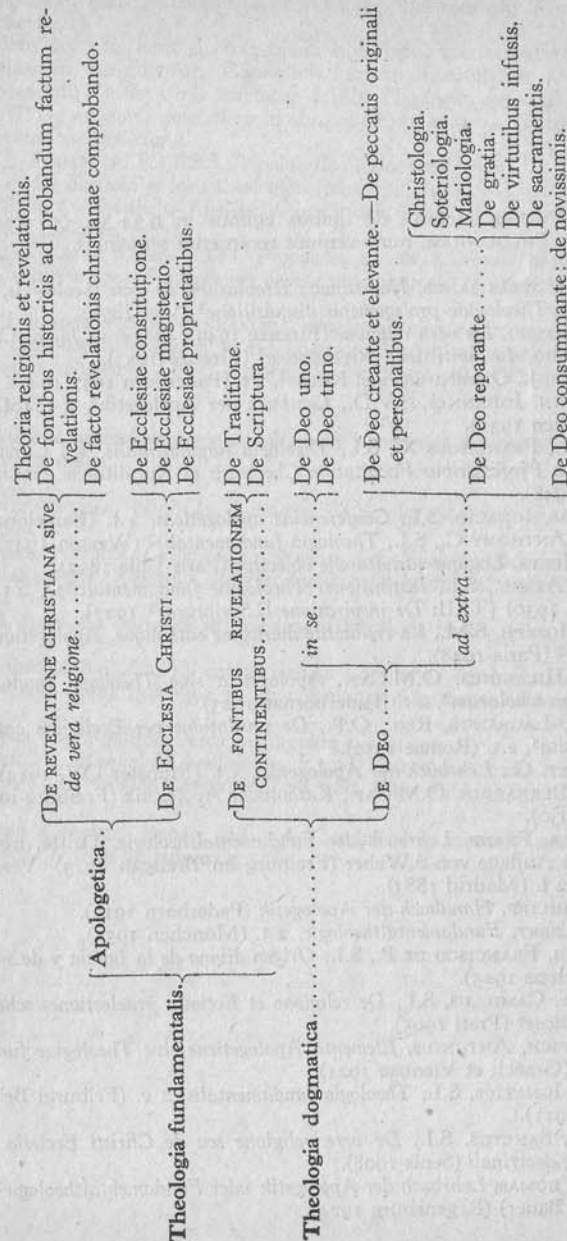 Theologia fundamentalis.
Apologetica..
DE REVELATIONE CHRISTIANA SIVE
de vera religione
Theoria religionis et revelationis.
De fontibus historicis ad probandum factum re-
velationis.
De facto revelationis christianae comprobando.
DE ECCLESIA CHRISTI
De Ecclesiae constitutione.
De Ecclesiae magisterio.
De Ecclesiae proprietatibus.
DE FONTIBUS REVELATIONEM
CONTINENTIBUS.
De Traditione.
De Scriptura.
Theologia dogmatica
DE DEO
in se
De Deo uno.
De Deo trino.
ad extra
De Deo creante et elevante.—De peccatis originali
et personalibus.
De Deo reparante
Christologia.
Soteriologia.
Mariologia.
De gratia.
De virtutibus infusis.
De sacramentis.
De Deo consummante: de novissimis.